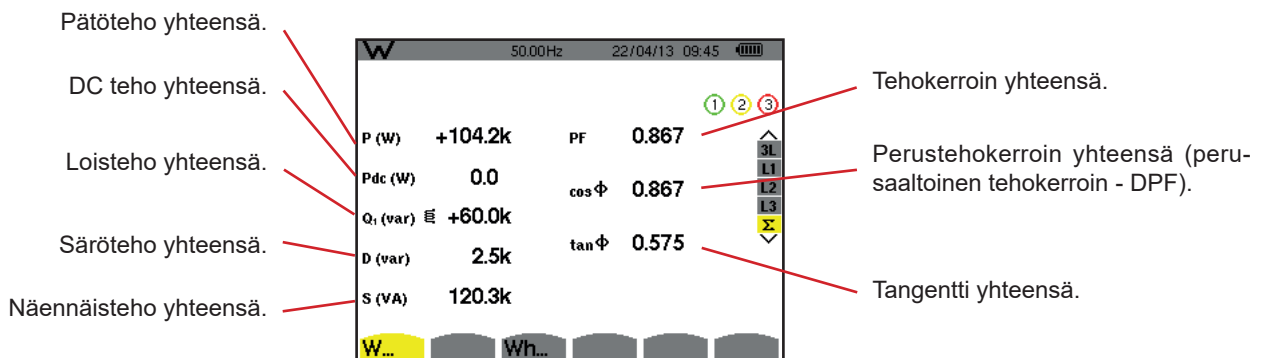 Pätöteho yhteensä.
DC teho yhteensä.
Loisteho yhteensä.
Säröteho yhteensä.
Näennäisteho yhteensä.
W 50.00Hz 22/04/13 09:45
1 2 3
P (W) +104.2k PF 0.867
Pdc (W) 0.0 cos Φ 0.867
Q₁ (var) +60.0k
D (var) 2.5k tan Φ 0.575
S (VA) 120.3k
3L
L1
L2
L3
Σ
W... Wh...
Tehokerroin yhteensä.
Perustehokerroin yhteensä (peru-
saaltoinen tehokerroin - DPF).
Tangentti yhteensä.